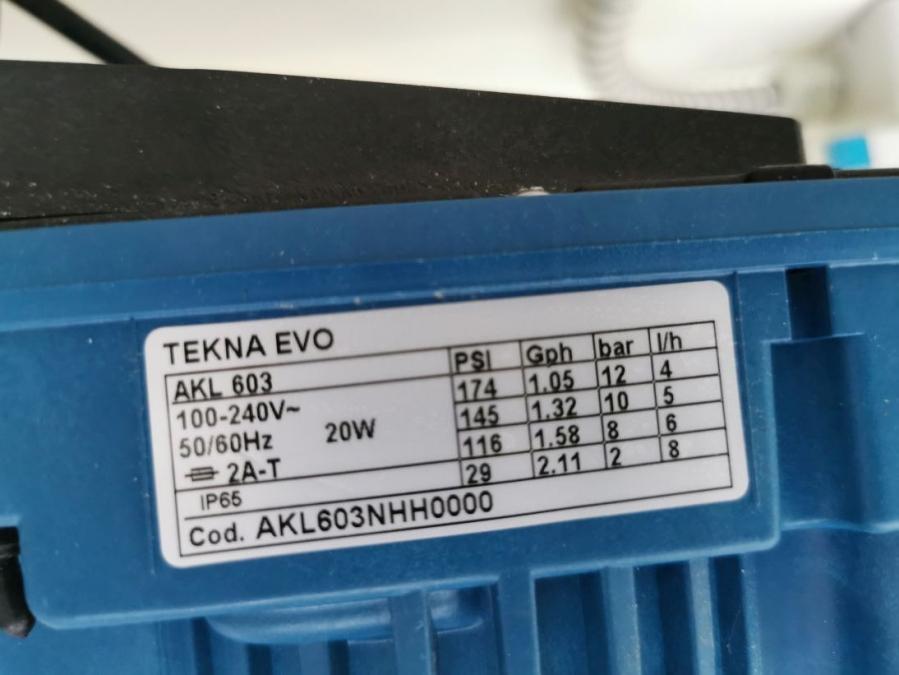 TEKNA EVO
AKL 603 PSI Gph bar l/h
100-240V~ 174 1.05 12 4
50/60Hz 20W 145 1.32 10 5
2A-T 116 1.58 8 6
IP65 29 2.11 2 8
Cod. AKL603NHH0000